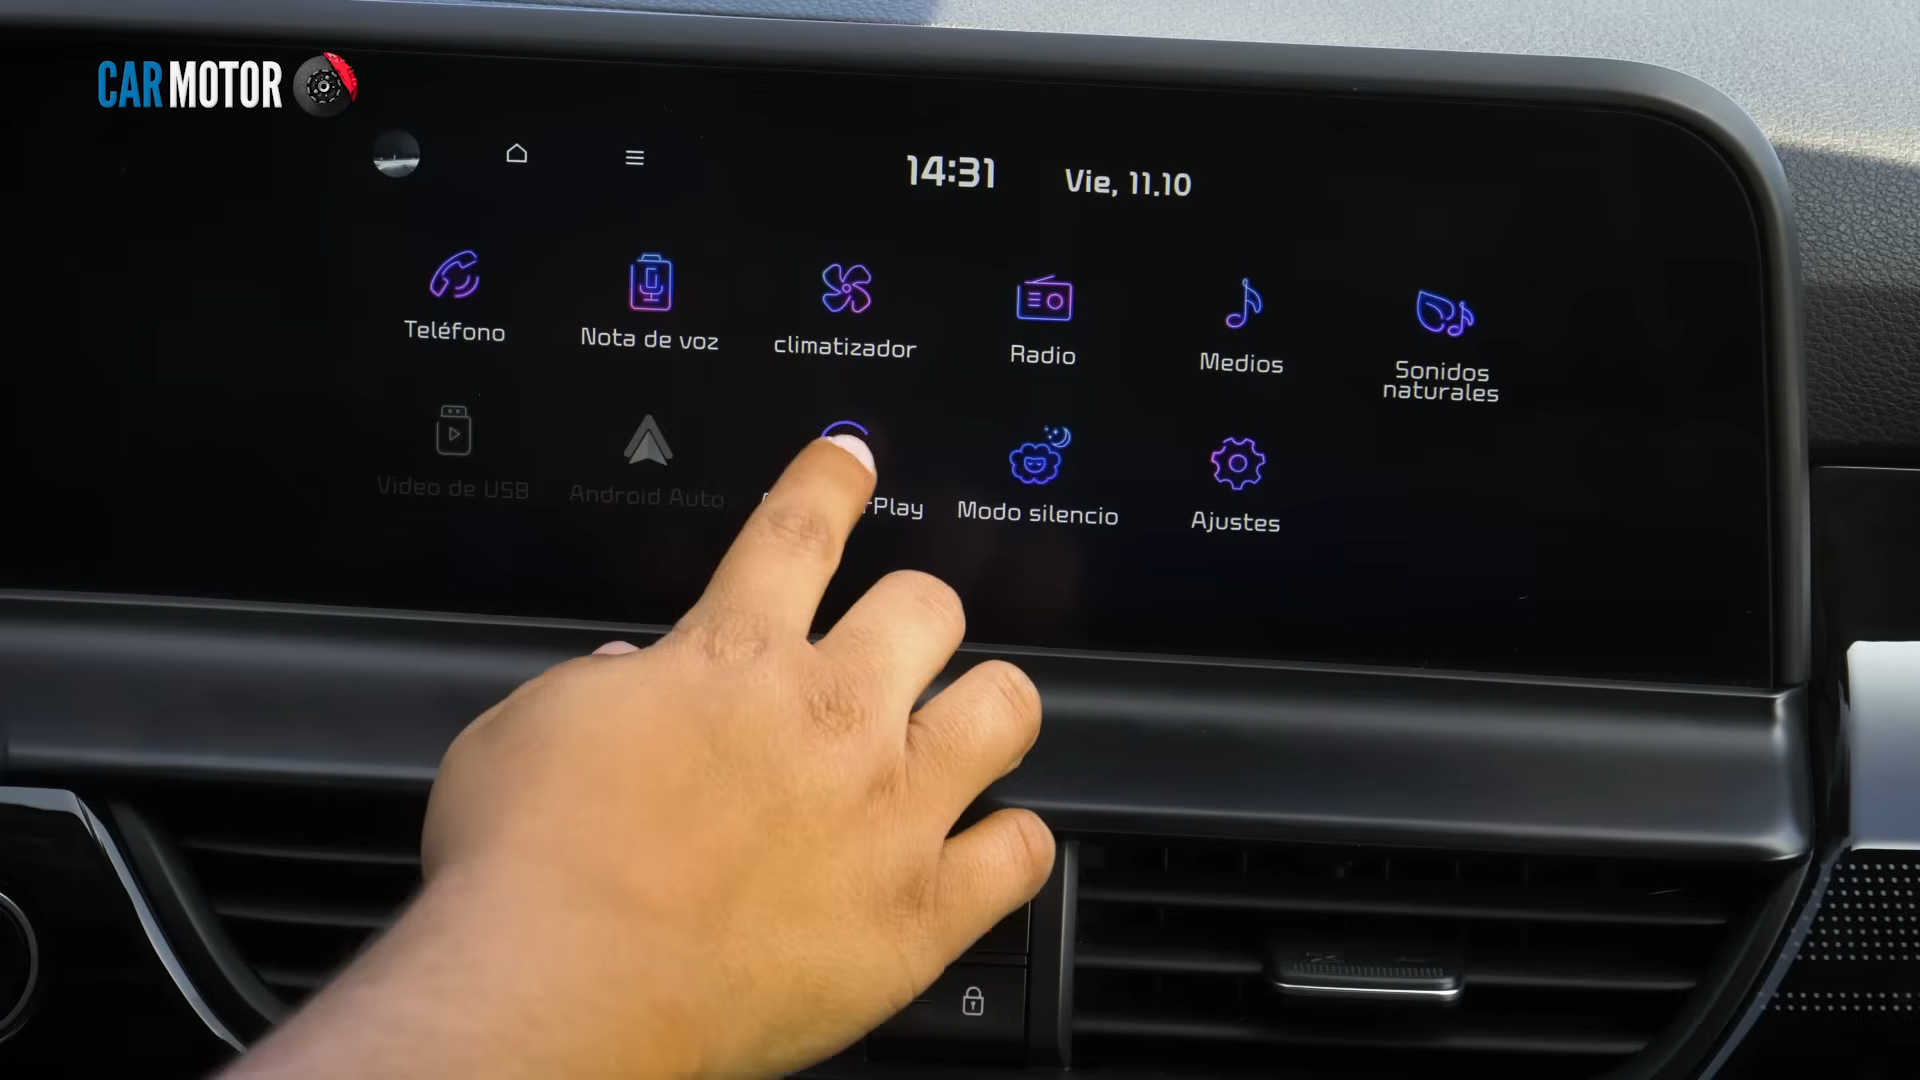 CAR MOTOR
14:31 Vie, 11.10
Teléfono
Nota de voz
climatizador
Radio
Medios
Sonidos
naturales
Video de USB
Android Auto
Modo silencio
Ajustes